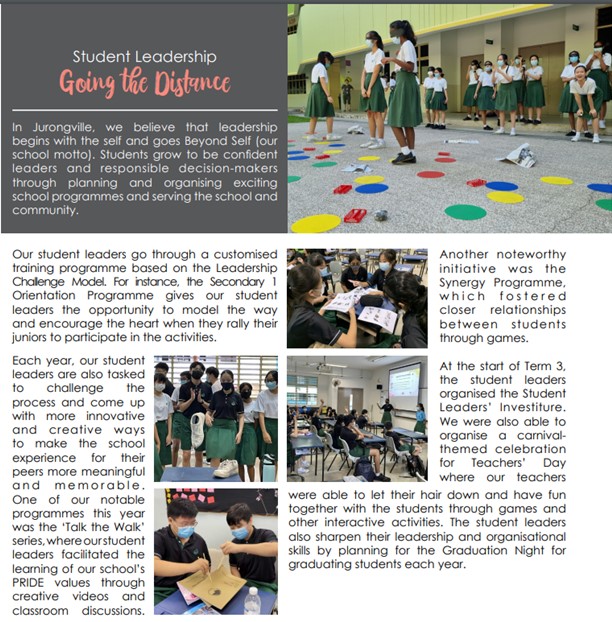 Student Leadership
Going the Distance
In Jurongville, we believe that leadership
begins with the self and goes Beyond Self (our
school motto). Students grow to be confident
leaders and responsible decision-makers
through planning and organising exciting
school programmes and serving the school and
community.
Our student leaders go through a customised
training programme based on the Leadership
Challenge Model. For instance, the Secondary 1
Orientation Programme gives our student
leaders the opportunity to model the way
and encourage the heart when they rally their
juniors to participate in the activities.
Each year, our student
leaders are also tasked
to challenge the
process and come up
with more innovative
and creative ways
to make the school
experience for their
peers more meaningful
and memorable.
One of our notable
programmes this year
was the ‘Talk the Walk’
series, where our student
leaders facilitated the
learning of our school’s
PRIDE values through
creative videos and
classroom discussions.
Another noteworthy
initiative was the
Synergy Programme,
which fostered
closer relationships
between students
through games.
At the start of Term 3,
the student leaders
organised the Student
Leaders’ Investiture.
We were also able to
organise a carnival-
themed celebration
for Teachers’ Day
where our teachers
were able to let their hair down and have fun
together with the students through games and
other interactive activities. The student leaders
also sharpen their leadership and organisational
skills by planning for the Graduation Night for
graduating students each year.